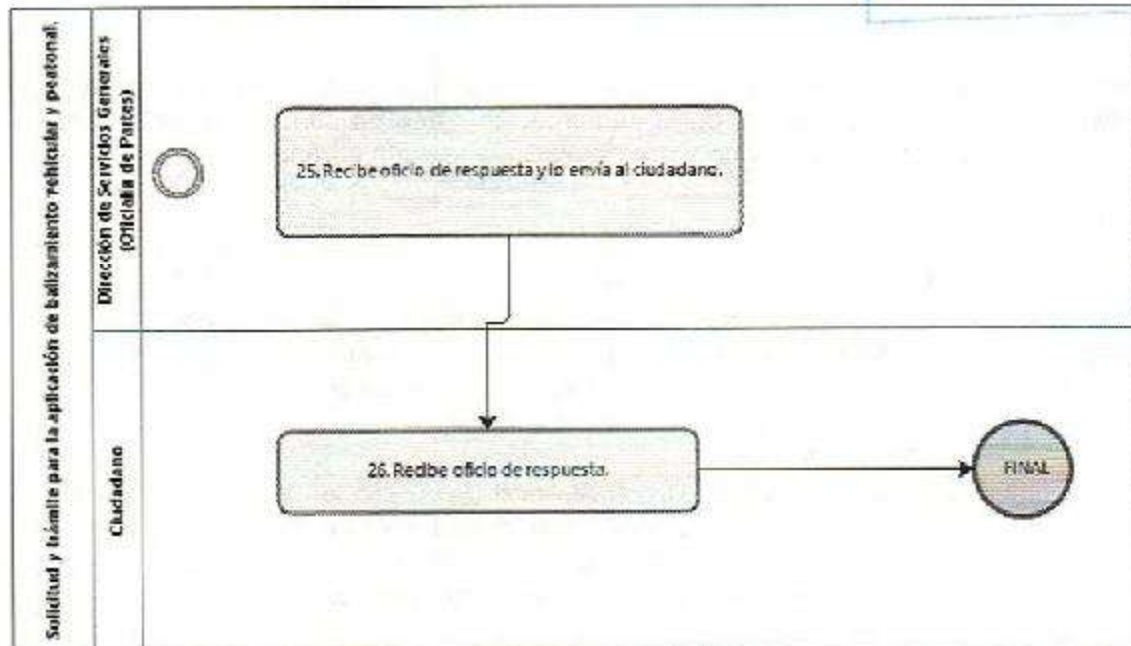 Solicitud y trámite para la aplicación de balizamiento vehicular y peatonal.
Dirección de Servicios Generales
(Oficialía de Partes)
25. Recibe oficio de respuesta y lo envía al ciudadano.
Ciudadano
26. Recibe oficio de respuesta.
FINAL